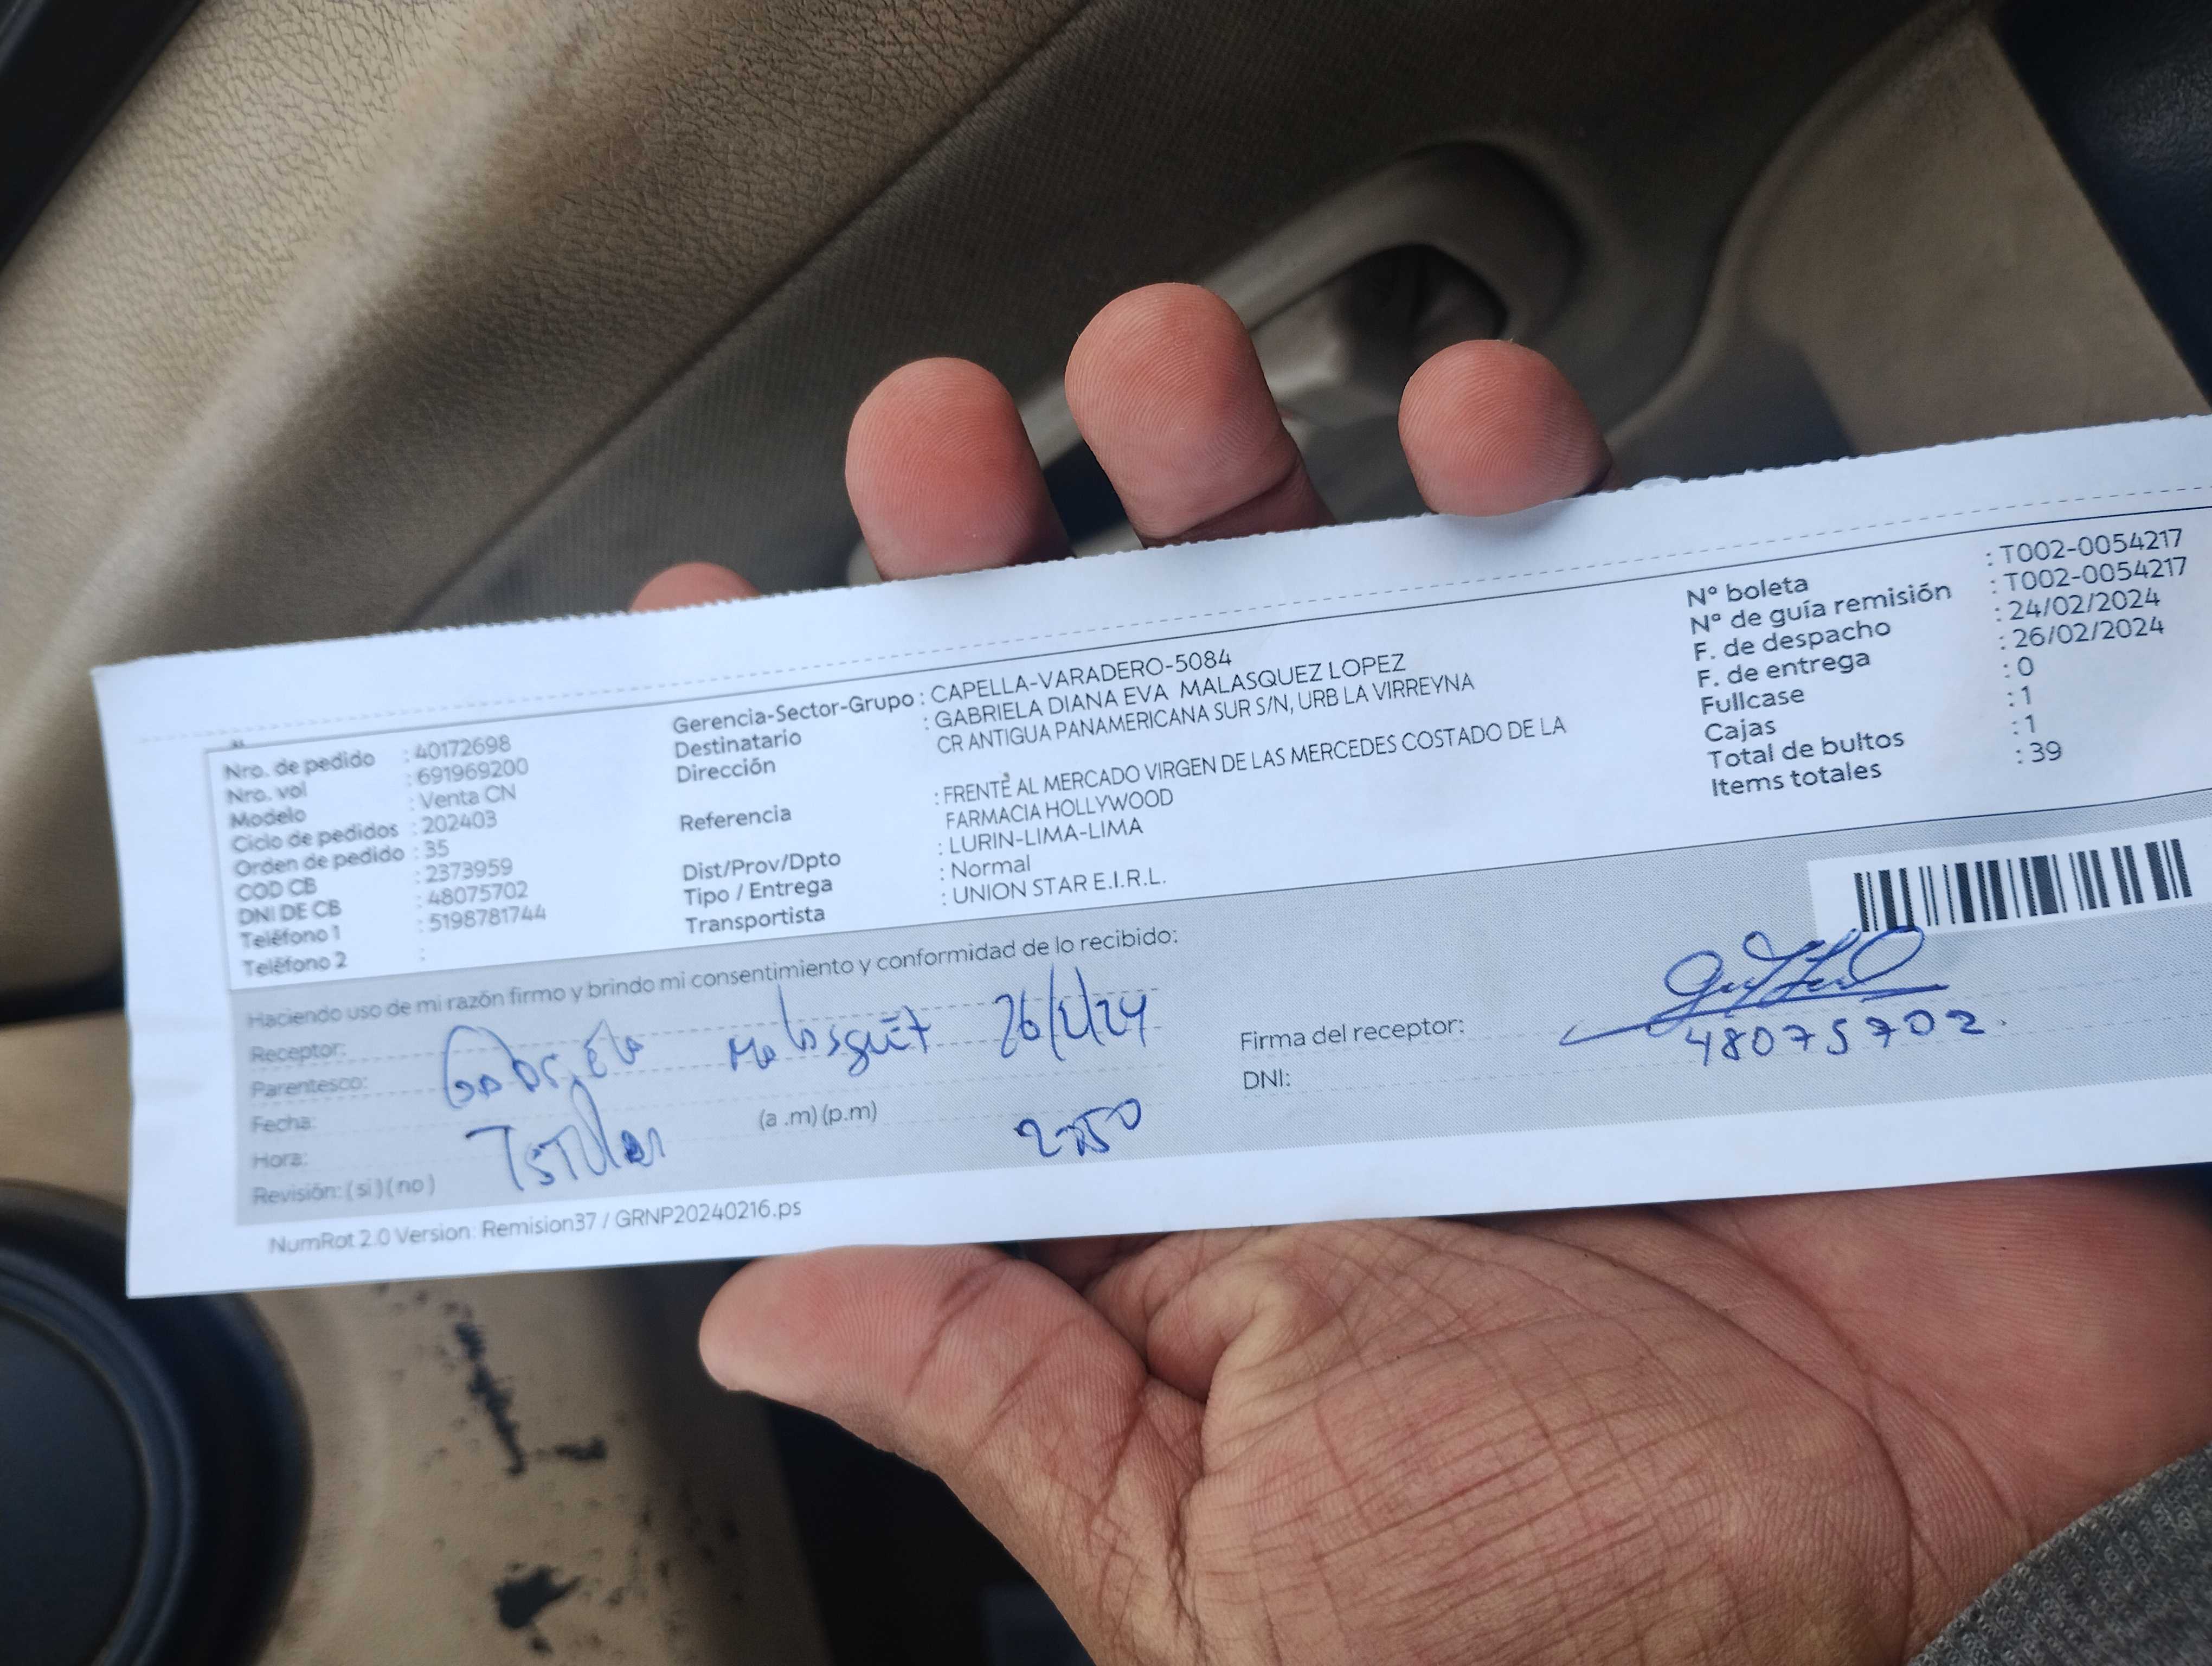 Nro. de pedido : 40172698
Nro. vol : 691969200
Modelo : Venta CN
Ciclo de pedidos : 202403
Orden de pedido : 35
COD CB : 2373959
DNI DE CB : 48075702
Teléfono 1 : 5198781744
Teléfono 2 :
Gerencia-Sector-Grupo : CAPELLA-VARADERO-5084
Destinatario : GABRIELA DIANA EVA MALASQUEZ LOPEZ
Dirección CR ANTIGUA PANAMERICANA SUR S/N, URB LA VIRREYNA
Referencia : FRENTE AL MERCADO VIRGEN DE LAS MERCEDES COSTADO DE LA
FARMACIA HOLLYWOOD
Dist/Prov/Dpto : LURIN-LIMA-LIMA
Tipo / Entrega : Normal
Transportista : UNION STAR E.I.R.L.
Nº boleta : T002-0054217
Nº de guía remisión : T002-0054217
F. de despacho : 24/02/2024
F. de entrega : 26/02/2024
Fullcase : 0
Cajas : 1
Total de bultos : 1
Items totales : 39
Haciendo uso de mi razón firmo y brindo mi consentimiento y conformidad de lo recibido:
Receptor:
Parentesco:
Fecha: 26/2/24
Hora: (a .m) (p.m)
Revisión: ( si ) ( no )
Firma del receptor:
DNI: 48075702.
NumRot 2.0 Version: Remision37 / GRNP20240216.ps